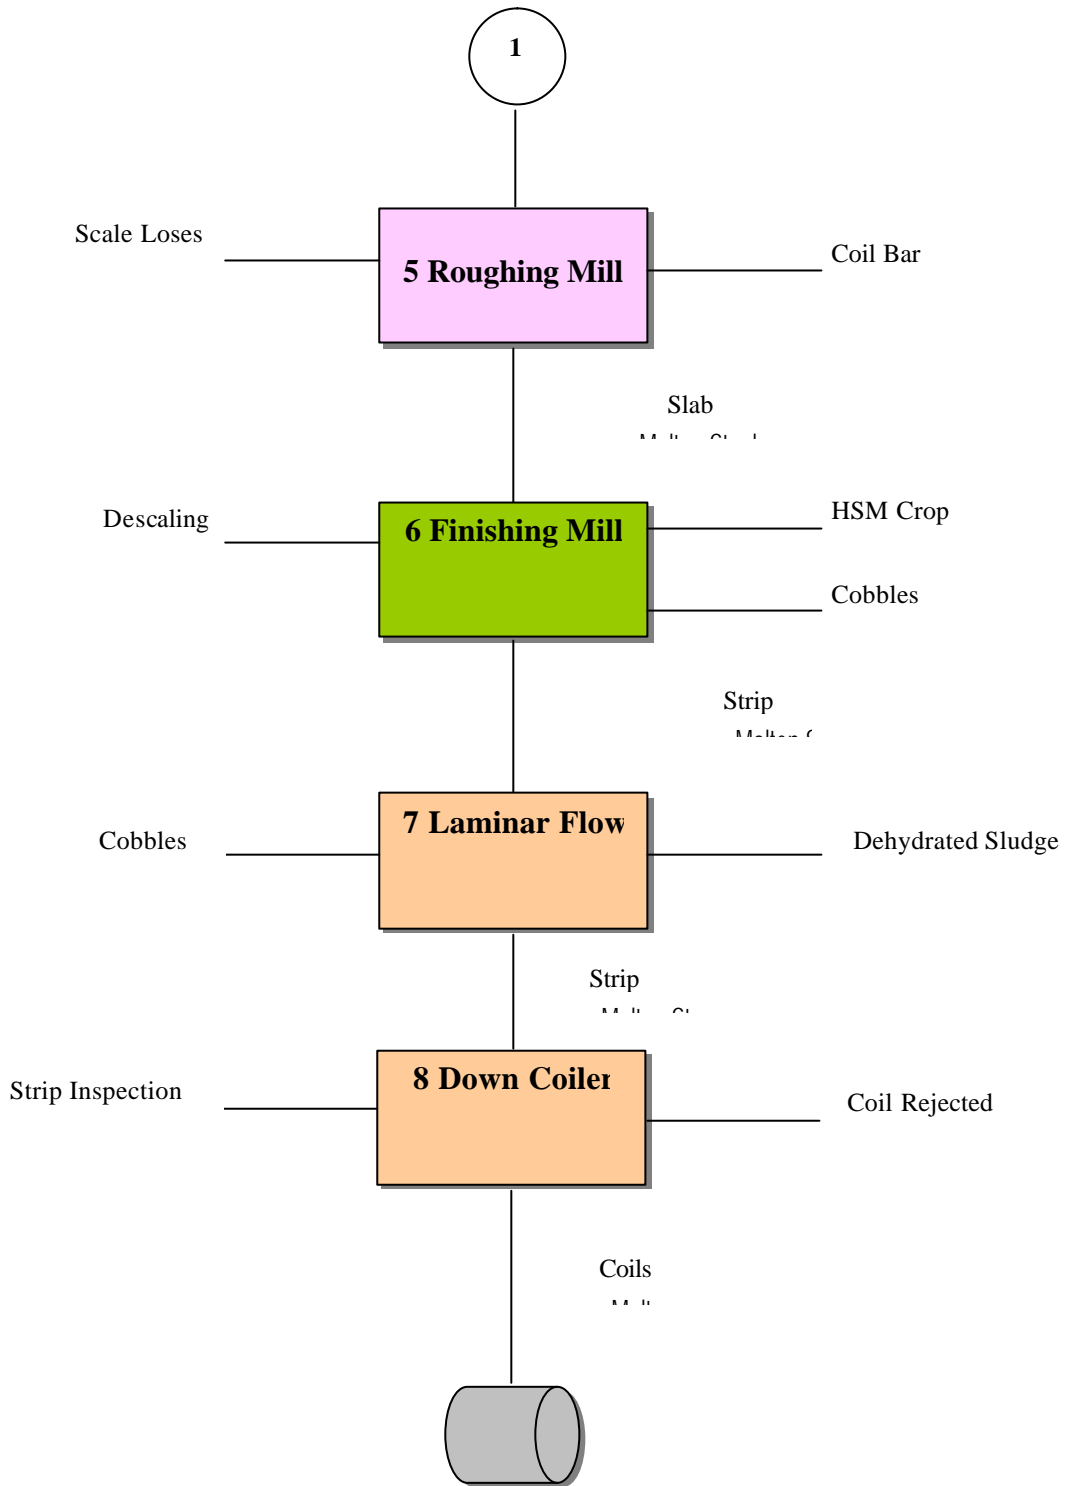 1
Scale Loses
5 Roughing Mill
Coil Bar
Slab
Descaling
6 Finishing Mill
HSM Crop
Cobbles
Strip
Cobbles
7 Laminar Flow
Dehydrated Sludge
Strip
Strip Inspection
8 Down Coiler
Coil Rejected
Coils